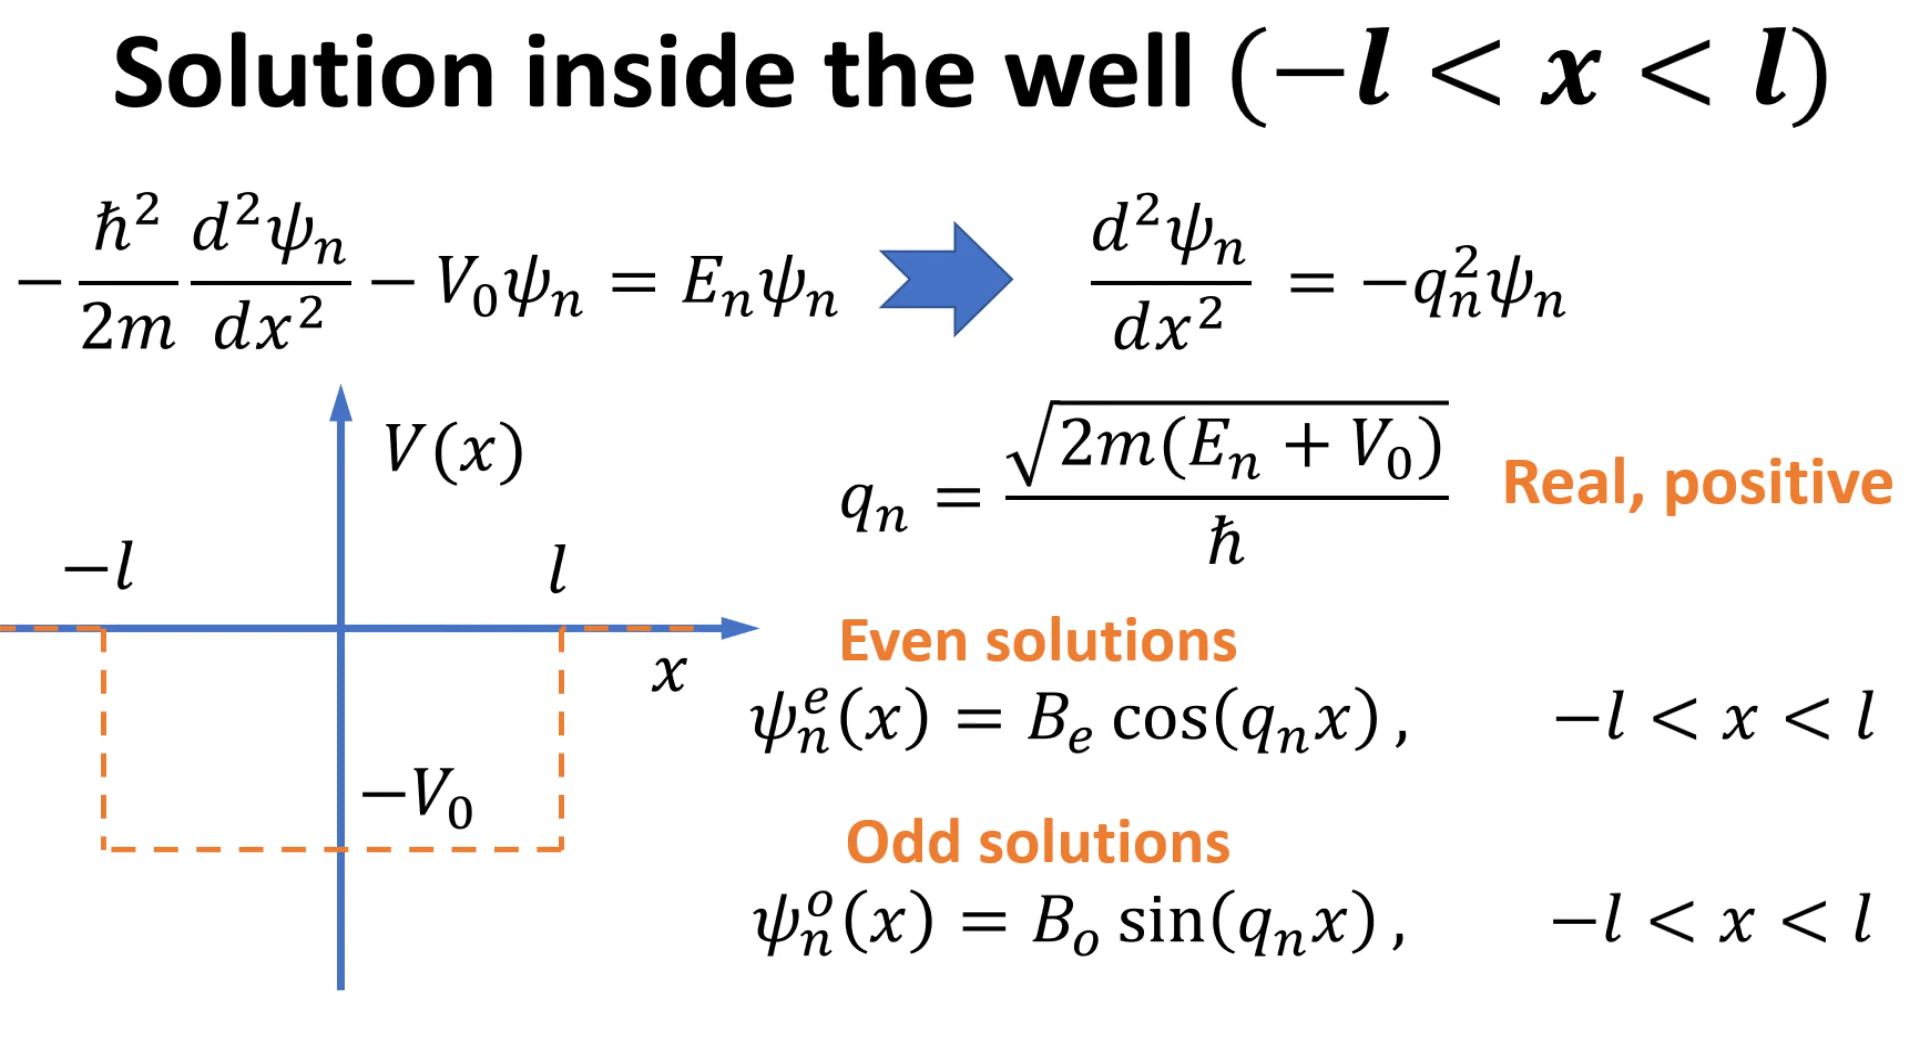 Solution inside the well (−l < x < l)
−ℏ²/2m d²ψₙ/dx² − V₀ψₙ = Eₙψₙ
d²ψₙ/dx² = −qₙ²ψₙ
V(x)
−l
l
x
−V₀
qₙ = √(2m(Eₙ + V₀))/ℏ
Real, positive
Even solutions
ψₙᵉ(x) = Bₑ cos(qₙx), −l < x < l
Odd solutions
ψₙᵒ(x) = Bₒ sin(qₙx), −l < x < l